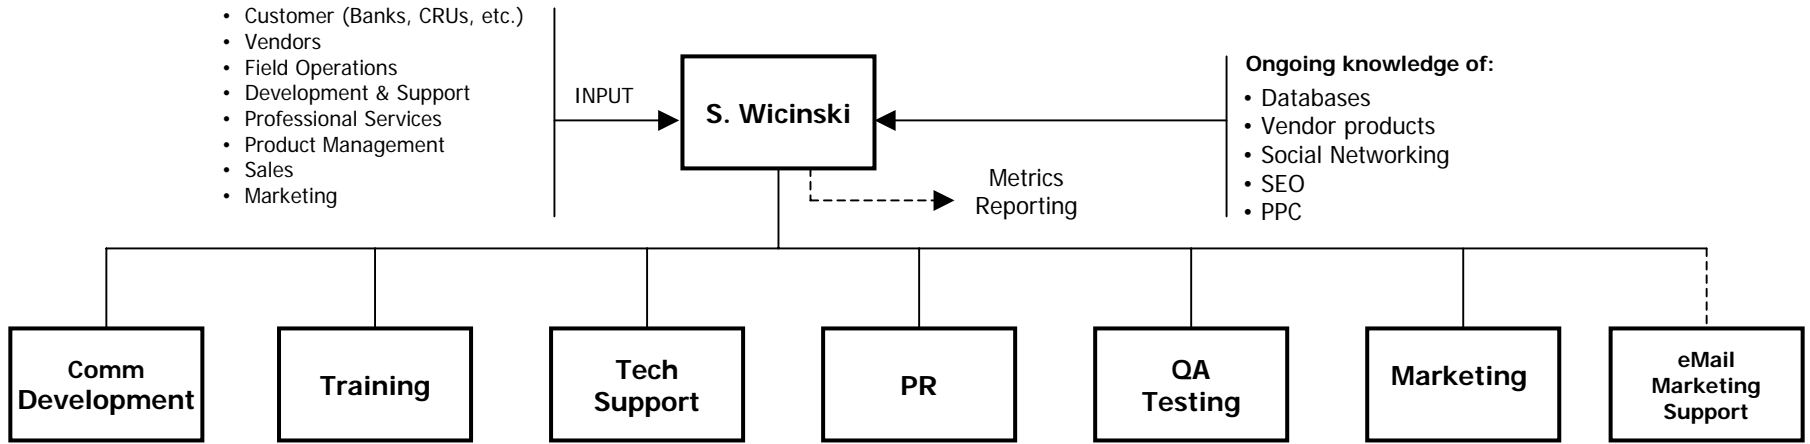 • Customer (Banks, CRUs, etc.)
• Vendors
• Field Operations
• Development & Support
• Professional Services
• Product Management
• Sales
• Marketing
INPUT
S. Wicinski
Metrics
Reporting
Ongoing knowledge of:
• Databases
• Vendor products
• Social Networking
• SEO
• PPC
Comm
Development
Training
Tech
Support
PR
QA
Testing
Marketing
eMail
Marketing
Support